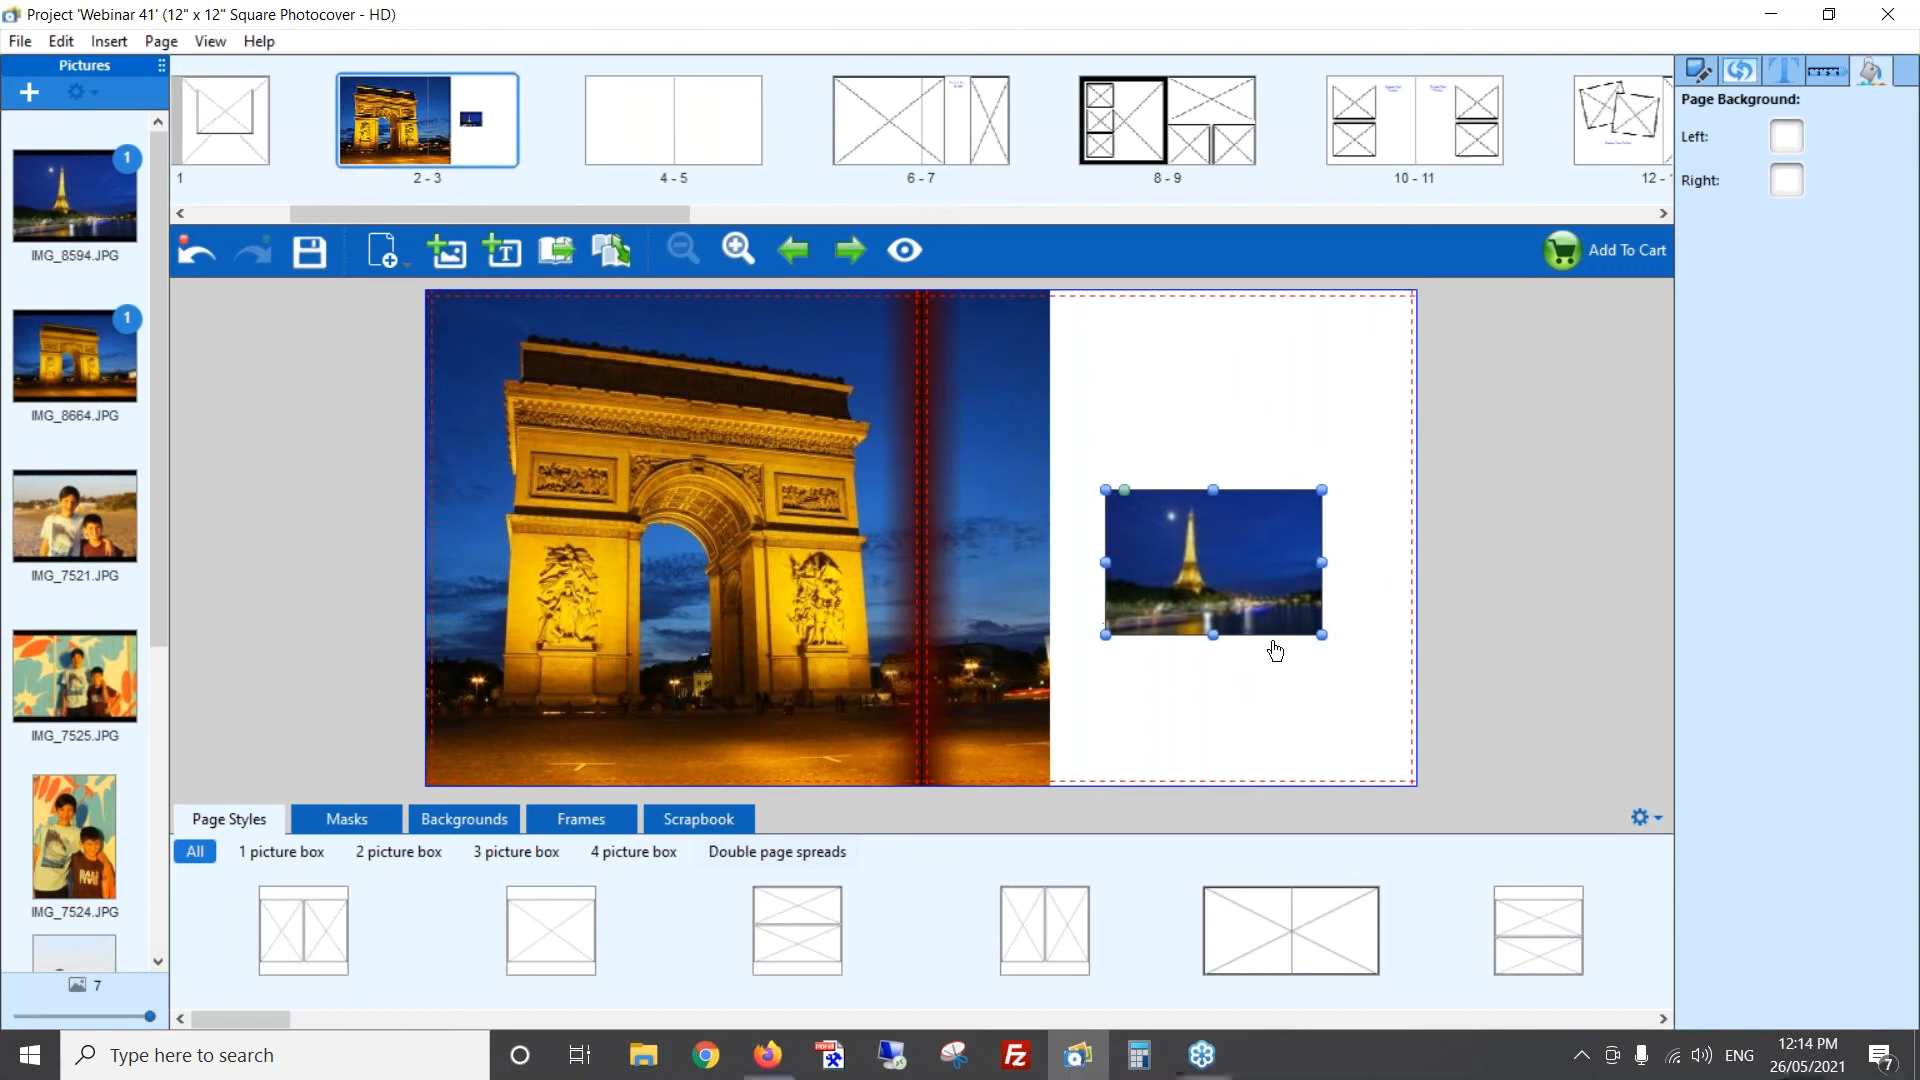 Project 'Webinar 41' (12" x 12" Square Photocover - HD)
File Edit Insert Page View Help
Pictures
1
IMG_8594.JPG
1
IMG_8664.JPG
IMG_7521.JPG
IMG_7525.JPG
IMG_7524.JPG
7
1
2 - 3
4 - 5
6 - 7
8 - 9
10 - 11
12 -
Add To Cart
Page Background:
Left:
Right:
Page Styles Masks Backgrounds Frames Scrapbook
All 1 picture box 2 picture box 3 picture box 4 picture box Double page spreads
Type here to search
ENG
12:14 PM
26/05/2021
7